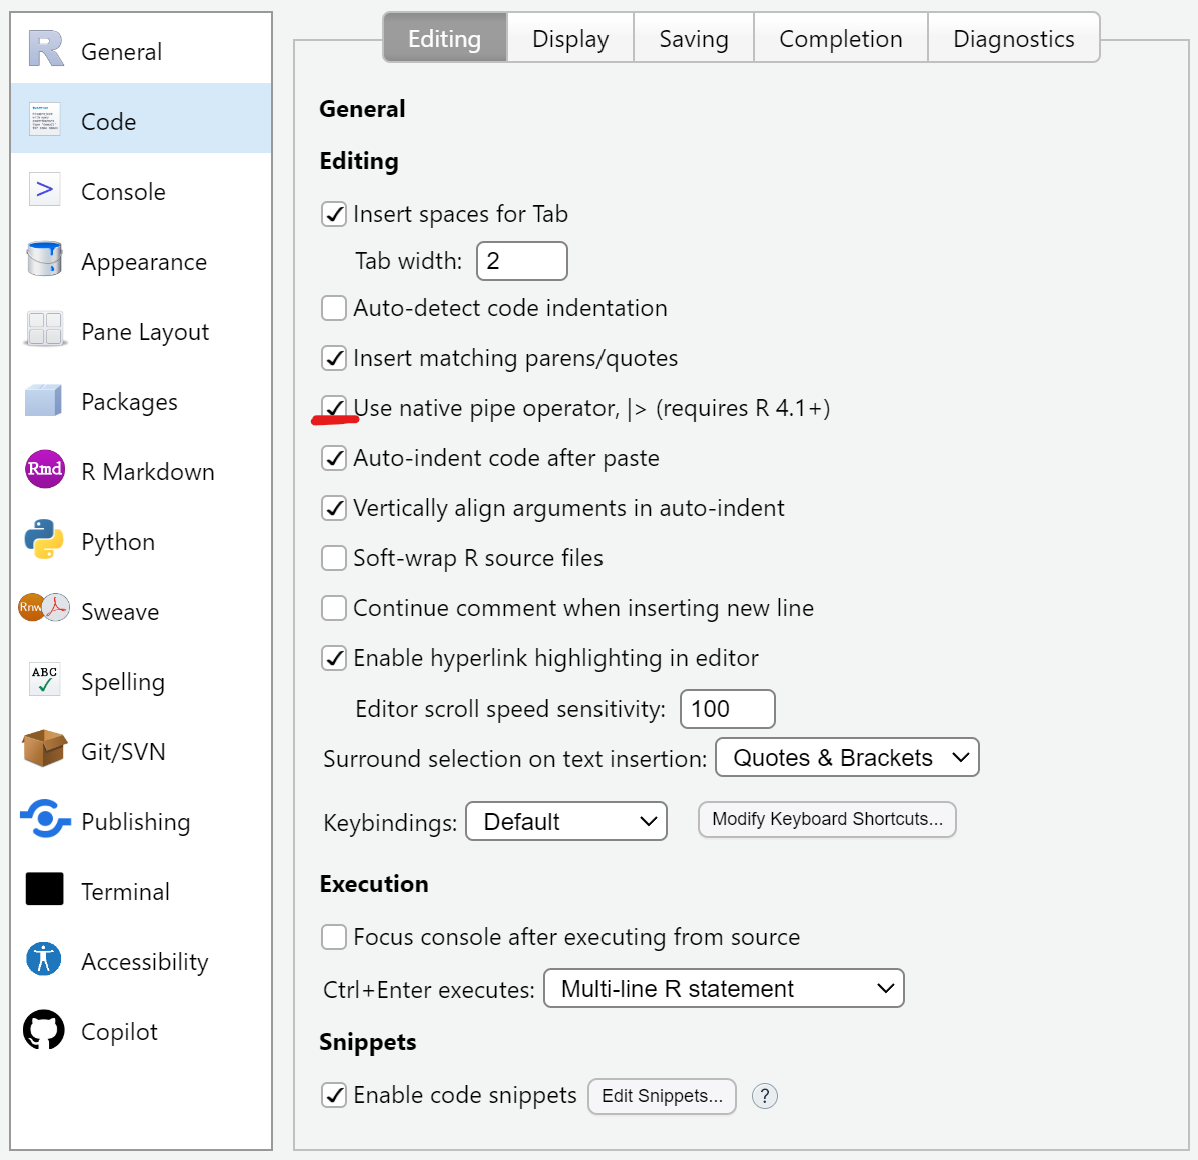 General
Code
Console
Appearance
Pane Layout
Packages
Rmd R Markdown
Python
Rnw Sweave
ABC Spelling
Git/SVN
Publishing
Terminal
Accessibility
Copilot
Editing Display Saving Completion Diagnostics
General
Editing
Insert spaces for Tab
Tab width: 2
Auto-detect code indentation
Insert matching parens/quotes
Use native pipe operator, |> (requires R 4.1+)
Auto-indent code after paste
Vertically align arguments in auto-indent
Soft-wrap R source files
Continue comment when inserting new line
Enable hyperlink highlighting in editor
Editor scroll speed sensitivity: 100
Surround selection on text insertion: Quotes & Brackets
Keybindings: Default Modify Keyboard Shortcuts...
Execution
Focus console after executing from source
Ctrl+Enter executes: Multi-line R statement
Snippets
Enable code snippets Edit Snippets... ?